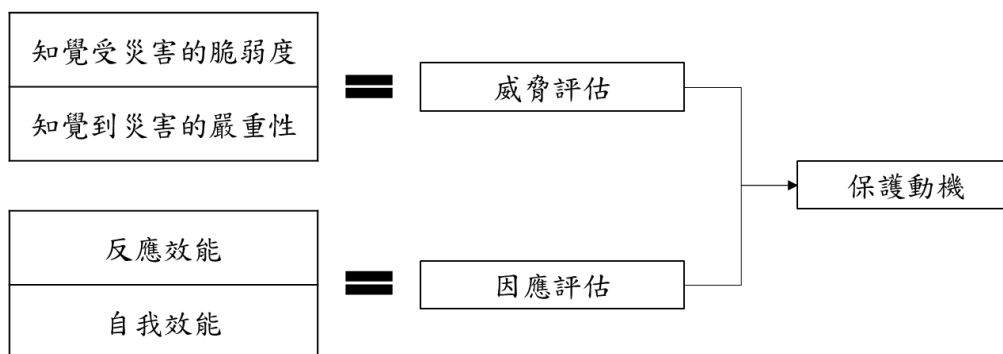 知覺受災害的脆弱度
知覺到災害的嚴重性
威脅評估
保護動機
反應效能
自我效能
因應評估